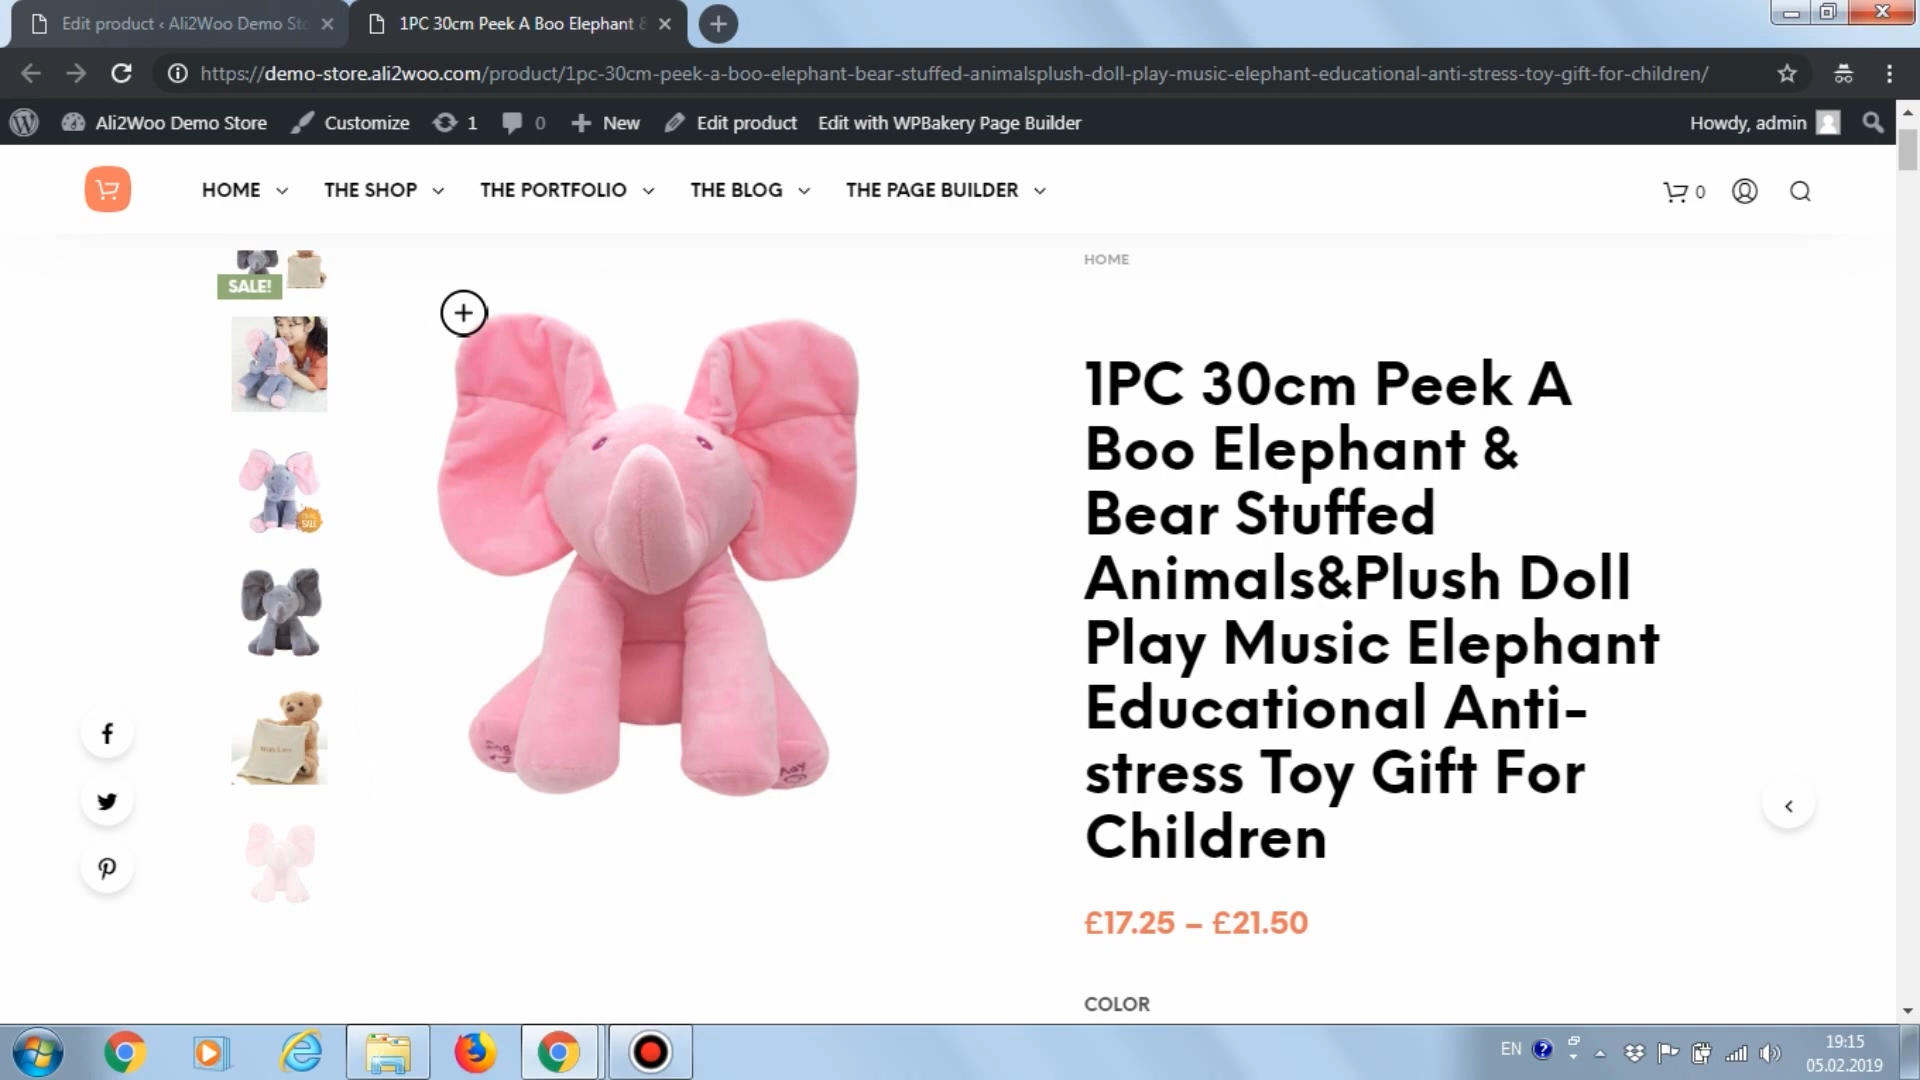 Edit product ‹ Ali2Woo Demo Sto
1PC 30cm Peek A Boo Elephant &
https://demo-store.ali2woo.com/product/1pc-30cm-peek-a-boo-elephant-bear-stuffed-animalsplush-doll-play-music-elephant-educational-anti-stress-toy-gift-for-children/
Ali2Woo Demo Store Customize 1 0 New Edit product Edit with WPBakery Page Builder Howdy, admin
HOME THE SHOP THE PORTFOLIO THE BLOG THE PAGE BUILDER 0
HOME
SALE!
1PC 30cm Peek A
Boo Elephant &
Bear Stuffed
Animals&Plush Doll
Play Music Elephant
Educational Anti-
stress Toy Gift For
Children
SALE
£17.25 – £21.50
COLOR
EN
19:15
05.02.2019